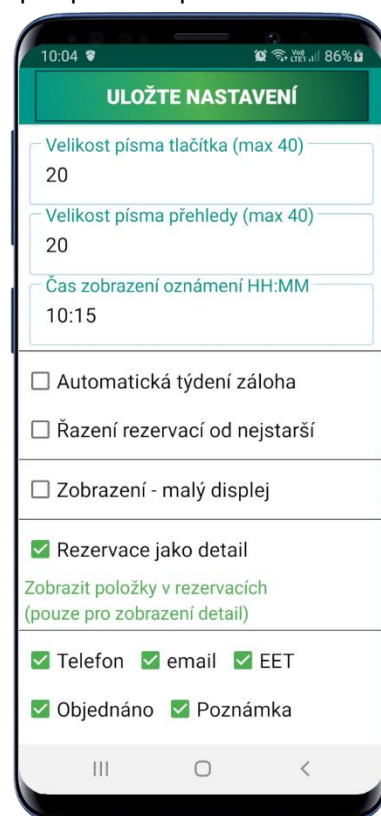 10:04
Vo)) LTE1 86%
ULOŽTE NASTAVENÍ
Velikost písma tlačítka (max 40)
20
Velikost písma přehledy (max 40)
20
Čas zobrazení oznámení HH:MM
10:15
Automatická týdení záloha
Řazení rezervací od nejstarší
Zobrazení - malý displej
Rezervace jako detail
Zobrazit položky v rezervacích
(pouze pro zobrazení detail)
Telefon email EET
Objednáno Poznámka